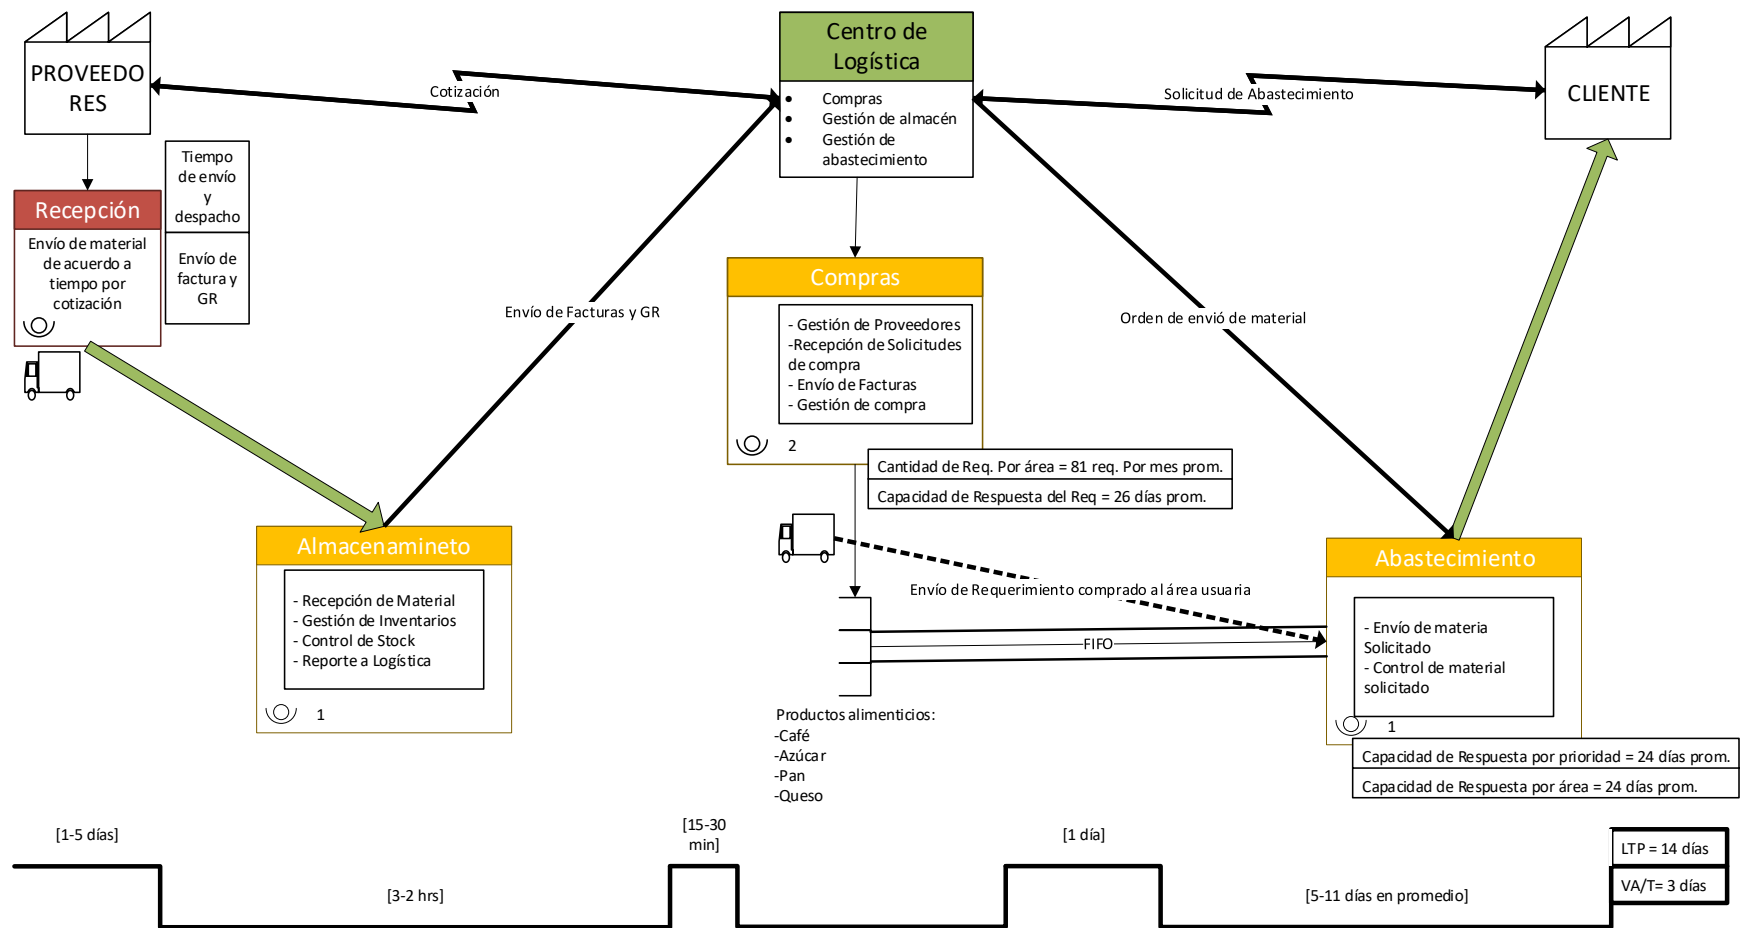 PROVEEDO
RES
Cotización
Centro de
Logística
• Compras
• Gestión de almacén
• Gestión de
abastecimiento
Solicitud de Abastecimiento
CLIENTE
Tiempo
de envío
y
despacho
Envío de
factura y
GR
Recepción
Envío de material
de acuerdo a
tiempo por
cotización
Envío de Facturas y GR
Compras
- Gestión de Proveedores
-Recepción de Solicitudes
de compra
- Envío de Facturas
- Gestión de compra
2
Cantidad de Req. Por área = 81 req. Por mes prom.
Capacidad de Respuesta del Req = 26 días prom.
Orden de envió de material
Almacenamineto
- Recepción de Material
- Gestión de Inventarios
- Control de Stock
- Reporte a Logística
1
Envío de Requerimiento comprado al área usuaria
FIFO
Productos alimenticios:
-Café
-Azúcar
-Pan
-Queso
Abastecimiento
- Envío de materia
Solicitado
- Control de material
solicitado
1
Capacidad de Respuesta por prioridad = 24 días prom.
Capacidad de Respuesta por área = 24 días prom.
[1-5 días]
[3-2 hrs]
[15-30
min]
[1 día]
[5-11 días en promedio]
LTP = 14 días
VA/T= 3 días